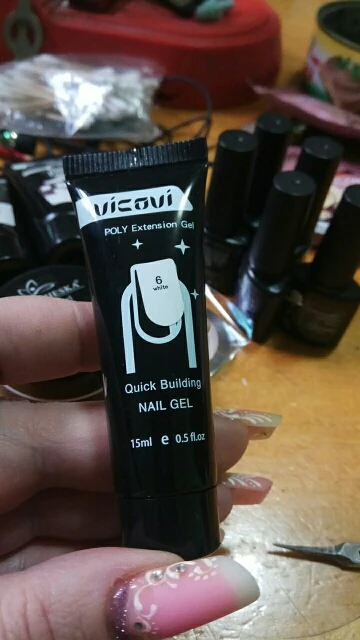 vicovi
POLY Extension Gel
6
white
Quick Building
NAIL GEL
15ml e 0.5 fl.oz